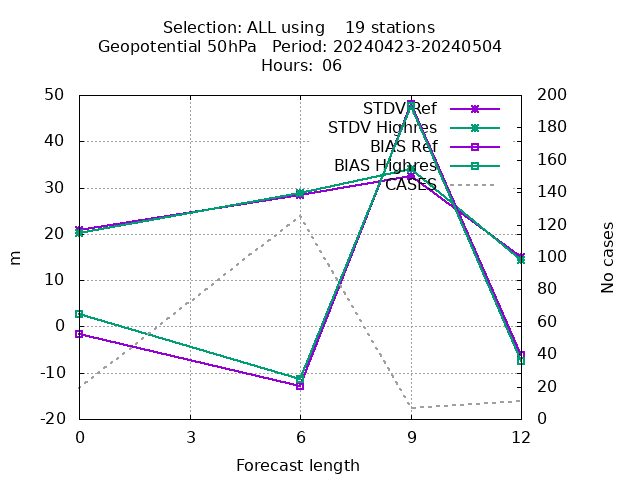 Selection: ALL using    19 stations
Geopotential 50hPa   Period: 20240423-20240504
Hours: 06
50
40
30
20
10
0
-10
-20
m
200
180
160
140
120
100
80
60
40
20
0
No cases
STDV Ref
STDV Highres
BIAS Ref
BIAS Highres
CASES
0 3 6 9 12
Forecast length